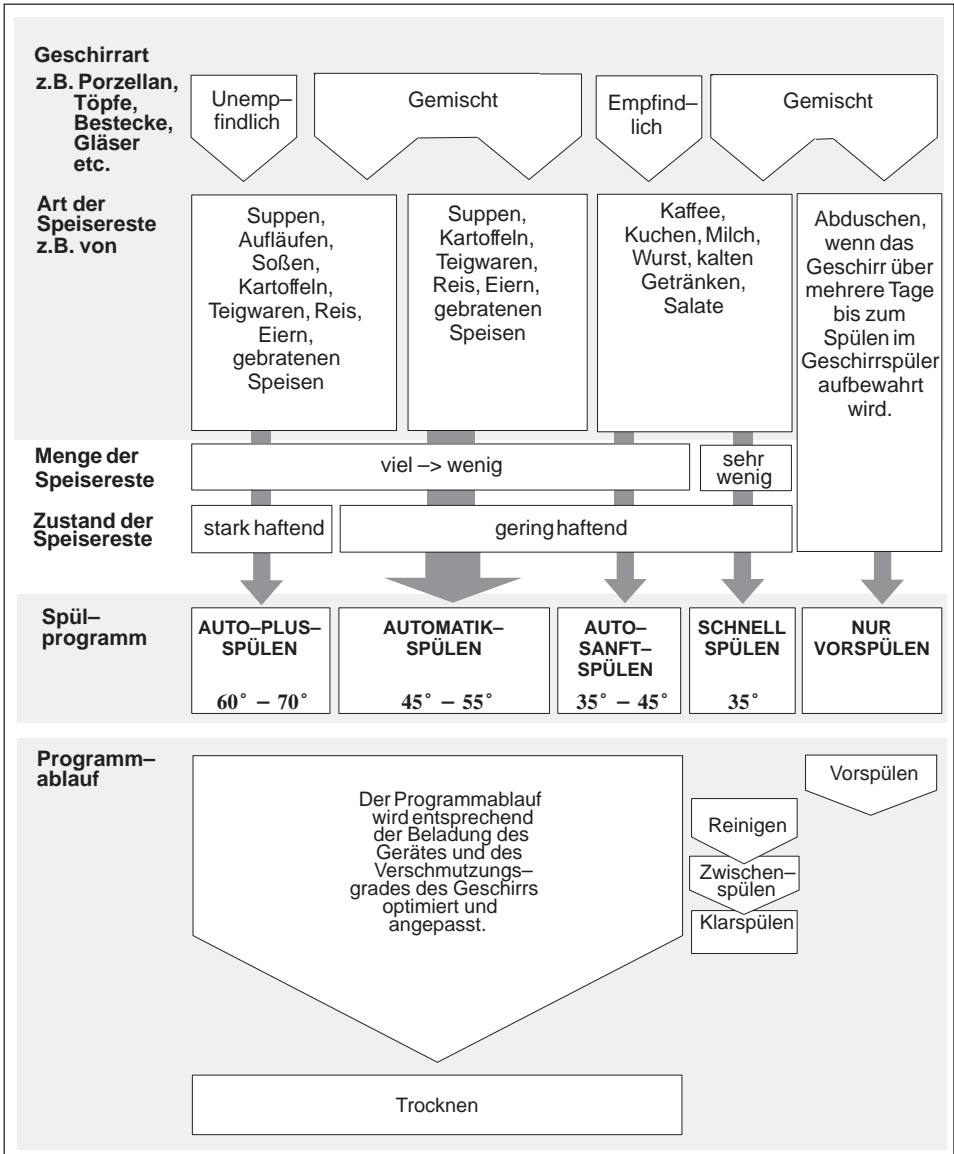 Geschirrart
z.B. Porzellan,
Töpfe,
Bestecke,
Gläser
etc.
Unemp–
findlich
Gemischt
Empfind–
lich
Gemischt
Art der
Speisereste
z.B. von
Suppen,
Aufläufen,
Soßen,
Kartoffeln,
Teigwaren, Reis,
Eiern,
gebratenen
Speisen
Suppen,
Kartoffeln,
Teigwaren,
Reis, Eiern,
gebratenen
Speisen
Kaffee,
Kuchen, Milch,
Wurst, kalten
Getränken,
Salate
Abduschen,
wenn das
Geschirr über
mehrere Tage
bis zum
Spülen im
Geschirrspüler
aufbewahrt
wird.
Menge der
Speisereste
viel –> wenig
sehr
wenig
Zustand der
Speisereste
stark haftend
gering haftend
Spül–
programm
AUTO–PLUS–
SPÜLEN
60° – 70°
AUTOMATIK–
SPÜLEN
45° – 55°
AUTO–
SANFT–
SPÜLEN
35° – 45°
SCHNELL
SPÜLEN
35°
NUR
VORSPÜLEN
Programm–
ablauf
Der Programmablauf
wird entsprechend
der Beladung des
Gerätes und des
Verschmutzungs–
grades des Geschirrs
optimiert und
angepasst.
Reinigen
Zwischen–
spülen
Klarspülen
Vorspülen
Trocknen